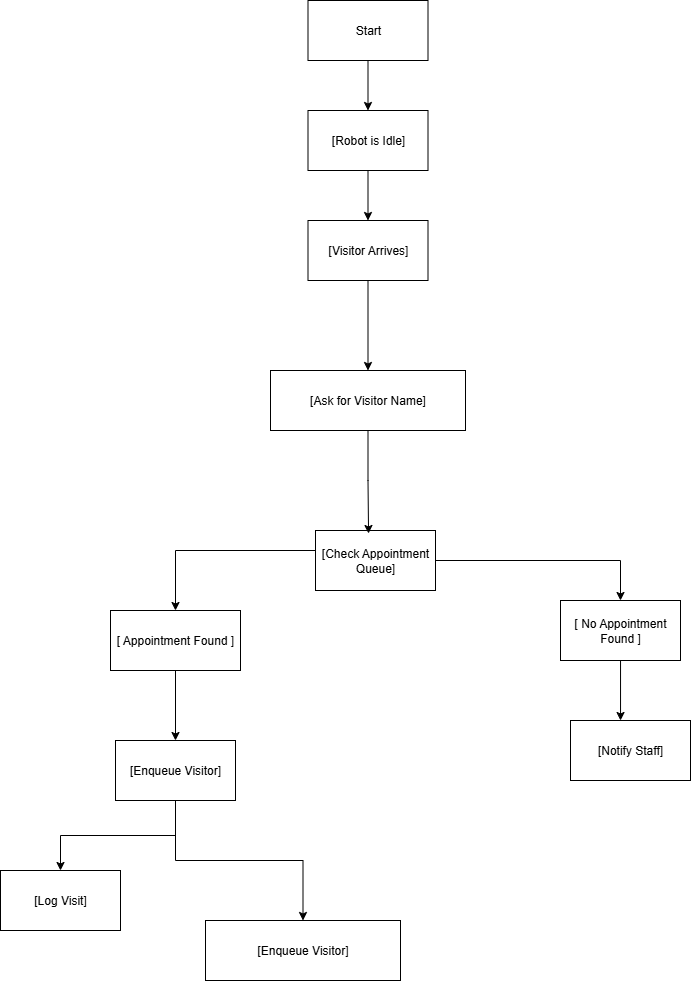 Start
[Robot is Idle]
[Visitor Arrives]
[Ask for Visitor Name]
[Check Appointment
Queue]
[ Appointment Found ]
[ No Appointment
Found ]
[Enqueue Visitor]
[Notify Staff]
[Log Visit]
[Enqueue Visitor]